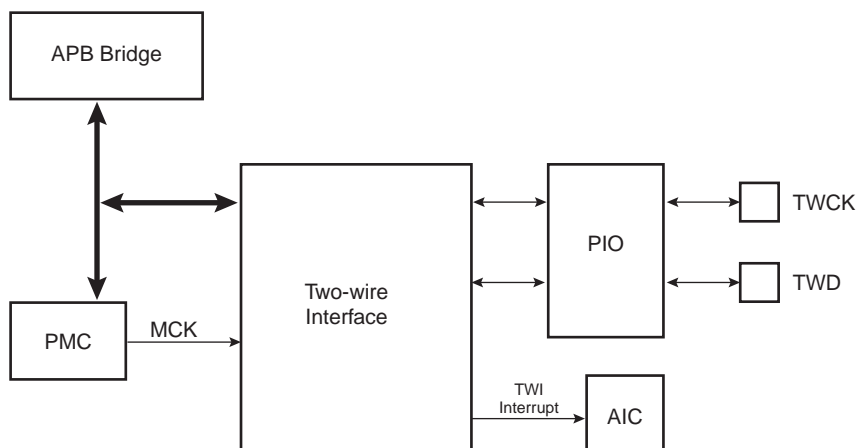 APB Bridge
TWCK
PIO
Two-wire
Interface
TWD
PMC
MCK
TWI
Interrupt
AIC